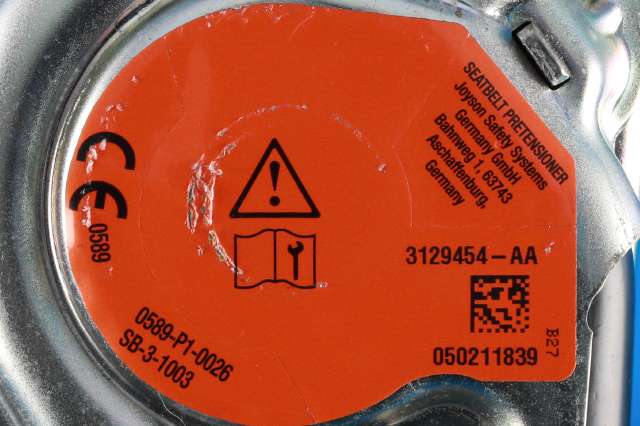 SEATBELT PRETENSIONER
Joyson Safety Systems
Germany GmbH
Bahnweg 1, 63743
Aschaffenburg,
Germany
CE
0589
3129454-AA
B27
050211839
0589-P1-0026
SB-3-1003